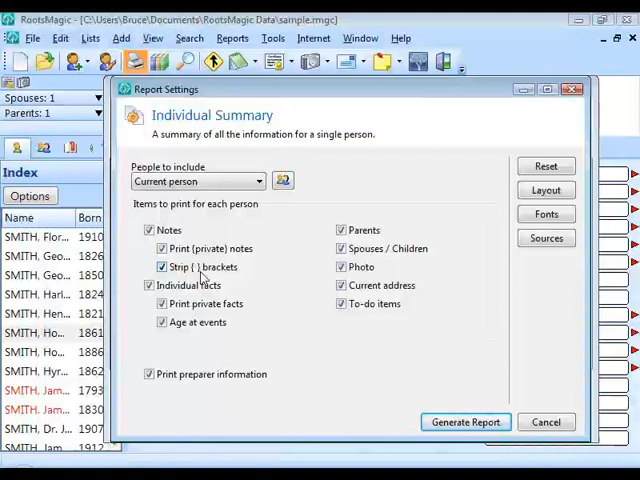 RootsMagic - [C:\Users\Bruce\Documents\RootsMagic Data\sample.rmgc]
File Edit Lists Add View Search Reports Tools Internet Window Help
Spouses: 1
Parents: 1
Index
Options
Name Born
SMITH, Flor... 1910
SMITH, Geo...
SMITH, Geo...
SMITH, Harl...
SMITH, Hen...
SMITH, Ho... 1861
SMITH, Ho... 1886
SMITH, Hyr...
SMITH, Jam... 1793
SMITH, Jam... 1830
SMITH, Dr. J... 1907
SMITH, Jam 1912
Report Settings
Individual Summary
A summary of all the information for a single person.
People to include
Current person
Items to print for each person
Notes
Print {private} notes
Strip { } brackets
Individual facts
Print private facts
Age at events
Print preparer information
Parents
Spouses / Children
Photo
Current address
To-do items
Reset
Layout
Fonts
Sources
Generate Report
Cancel